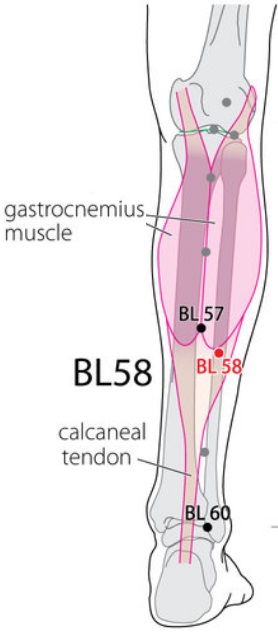 gastrocnemius
muscle
BL 57
BL 58
BL58
calcaneal
tendon
BL 60